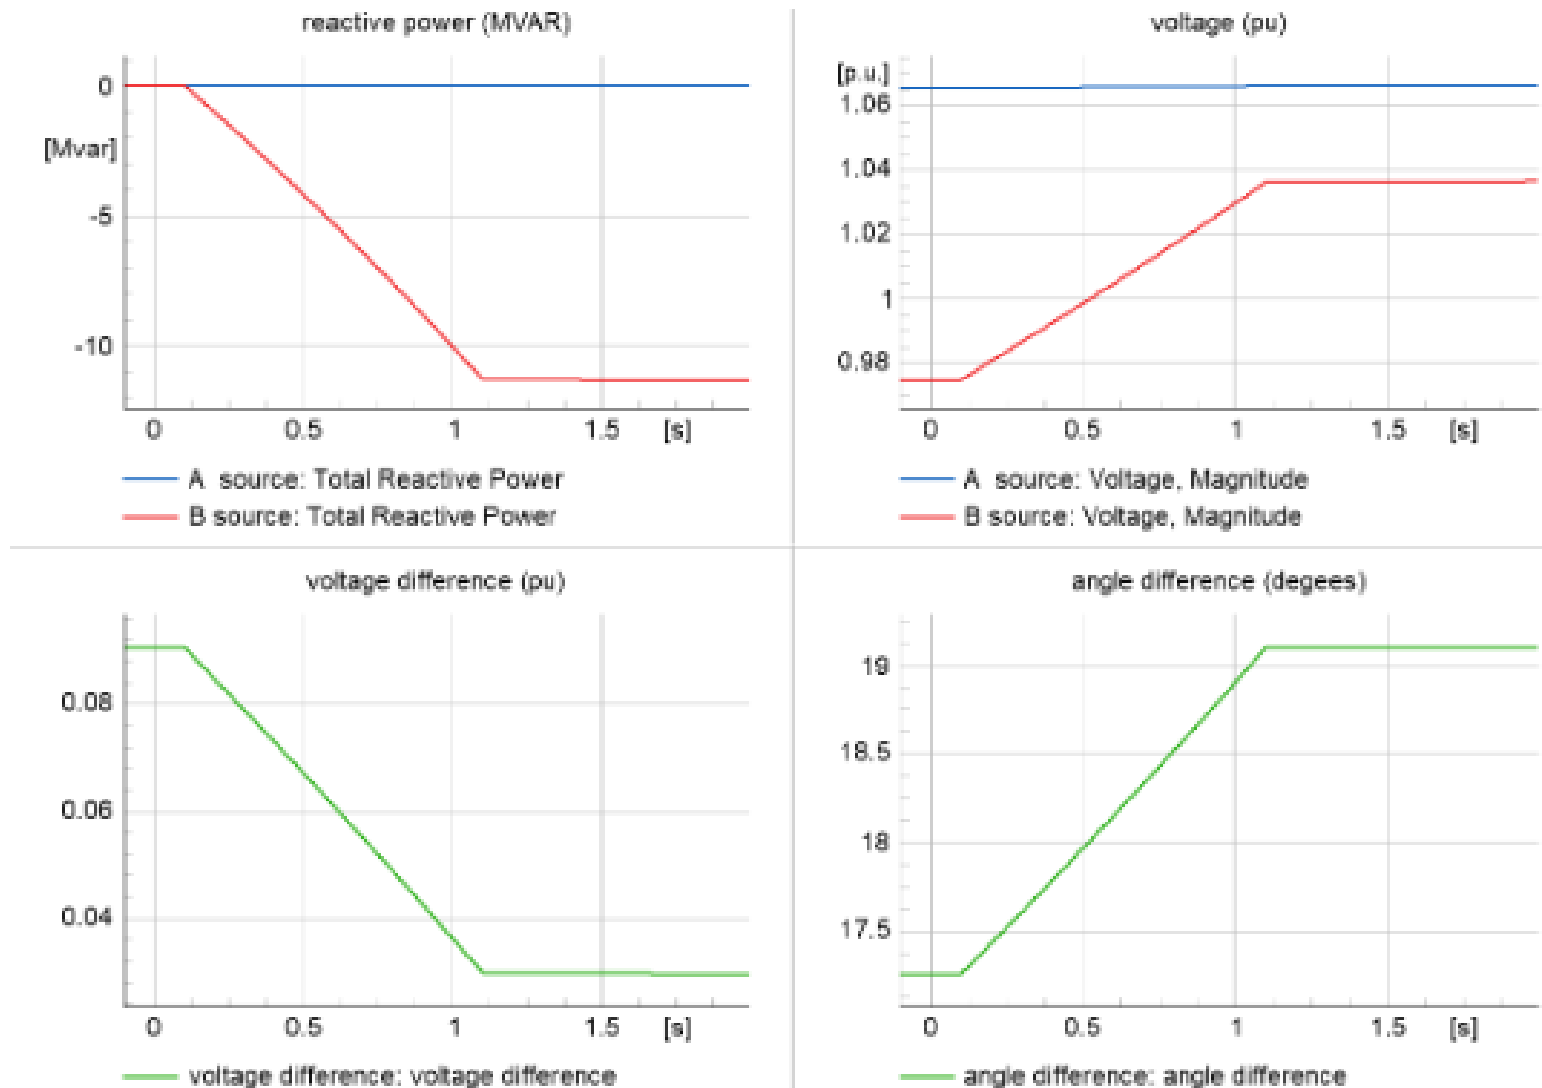 reactive power (MVAR)
0
[Mvar]
-5
-10
0 0.5 1 1.5 [s]
A source: Total Reactive Power
B source: Total Reactive Power
voltage (pu)
[p.u.]
1.06
1.04
1.02
1
0.98
0 0.5 1 1.5 [s]
A source: Voltage, Magnitude
B source: Voltage, Magnitude
voltage difference (pu)
0.08
0.06
0.04
0 0.5 1 1.5 [s]
voltage difference: voltage difference
angle difference (degees)
19
18.5
18
17.5
0 0.5 1 1.5 [s]
angle difference: angle difference